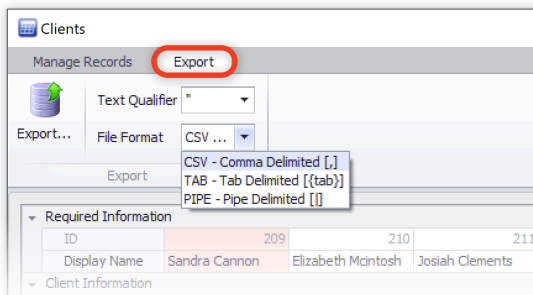 Clients
Manage Records Export
Text Qualifier "
Export... File Format CSV ...
CSV - Comma Delimited [,]
TAB - Tab Delimited [{tab}]
PIPE - Pipe Delimited [|]
Export
Required Information
ID 209 210 211
Display Name Sandra Cannon Elizabeth Mcintosh Josiah Clements
Client Information